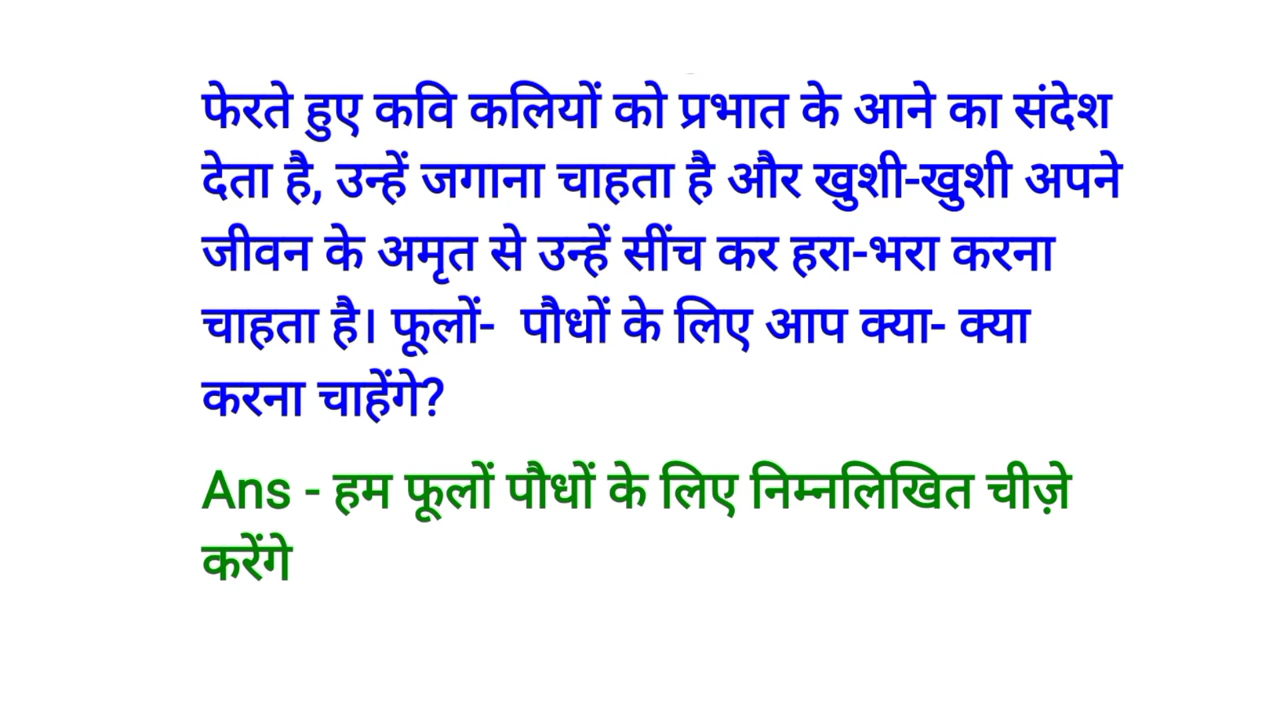 फेरते हुए कवि कलियों को प्रभात के आने का संदेश
देता है, उन्हें जगाना चाहता है और खुशी-खुशी अपने
जीवन के अमृत से उन्हें सींच कर हरा-भरा करना
चाहता है। फूलों- पौधों के लिए आप क्या- क्या
करना चाहेंगे?
Ans - हम फूलों पौधों के लिए निम्नलिखित चीज़े
करेंगे